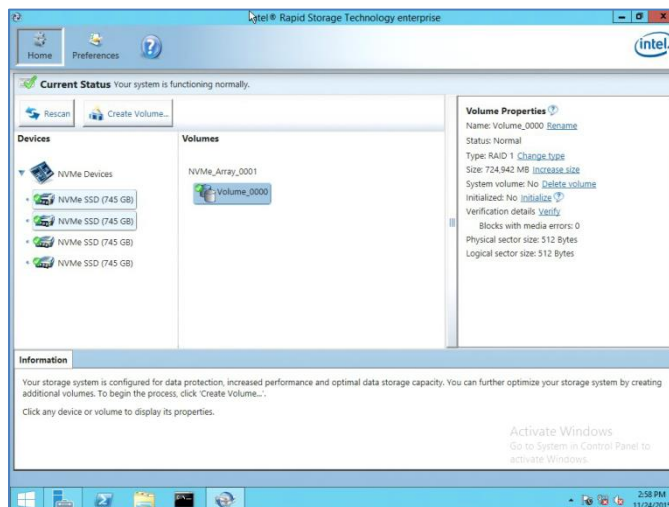 Intel® Rapid Storage Technology enterprise
Home
Preferences
intel
Current Status Your system is functioning normally.
Rescan
Create Volume...
Devices
Volumes
NVMe Devices
NVMe SSD (745 GB)
NVMe SSD (745 GB)
NVMe SSD (745 GB)
NVMe SSD (745 GB)
NVMe_Array_0001
Volume_0000
Volume Properties
Name: Volume_0000 Rename
Status: Normal
Type: RAID 1 Change type
Size: 724,942 MB Increase size
System volume: No Delete volume
Initialized: No Initialize
Verification details Verify
Blocks with media errors: 0
Physical sector size: 512 Bytes
Logical sector size: 512 Bytes
Information
Your storage system is configured for data protection, increased performance and optimal data storage capacity. You can further optimize your storage system by creating
additional volumes. To begin the process, click 'Create Volume...'.
Click any device or volume to display its properties.
Activate Windows
Go to System in Control Panel to
activate Windows.
2:58 PM